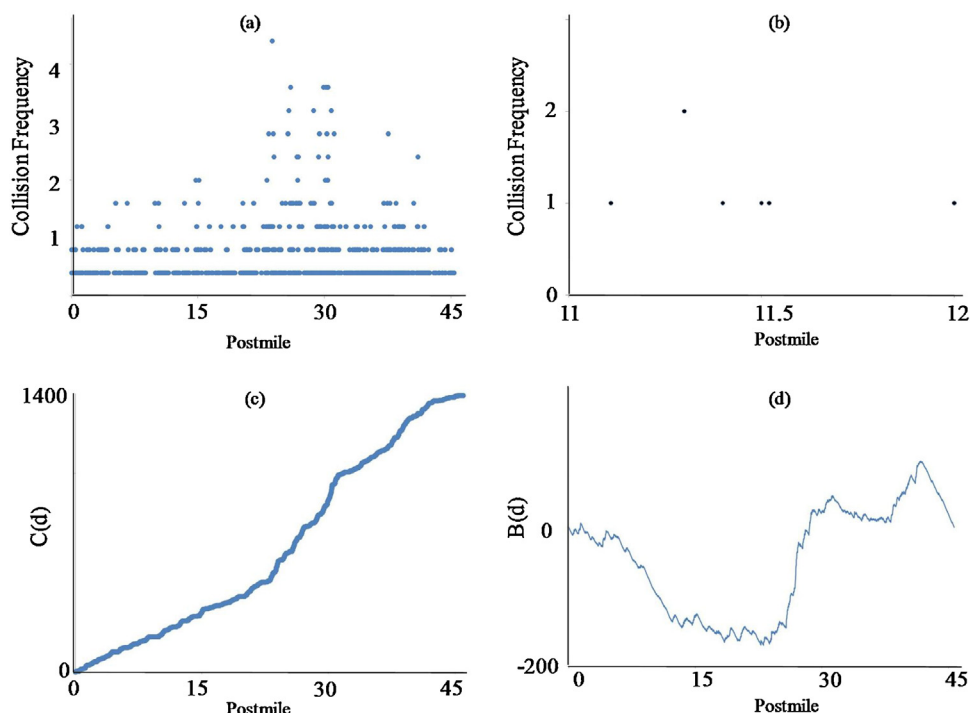 (a)
Collision Frequency
4
3
2
1
0 15 30 45
Postmile
(b)
Collision Frequency
2
1
0
11 11.5 12
Postmile
(c)
C(d)
1400
0
0 15 30 45
Postmile
(d)
B(d)
0
-200
0 15 30 45
Postmile